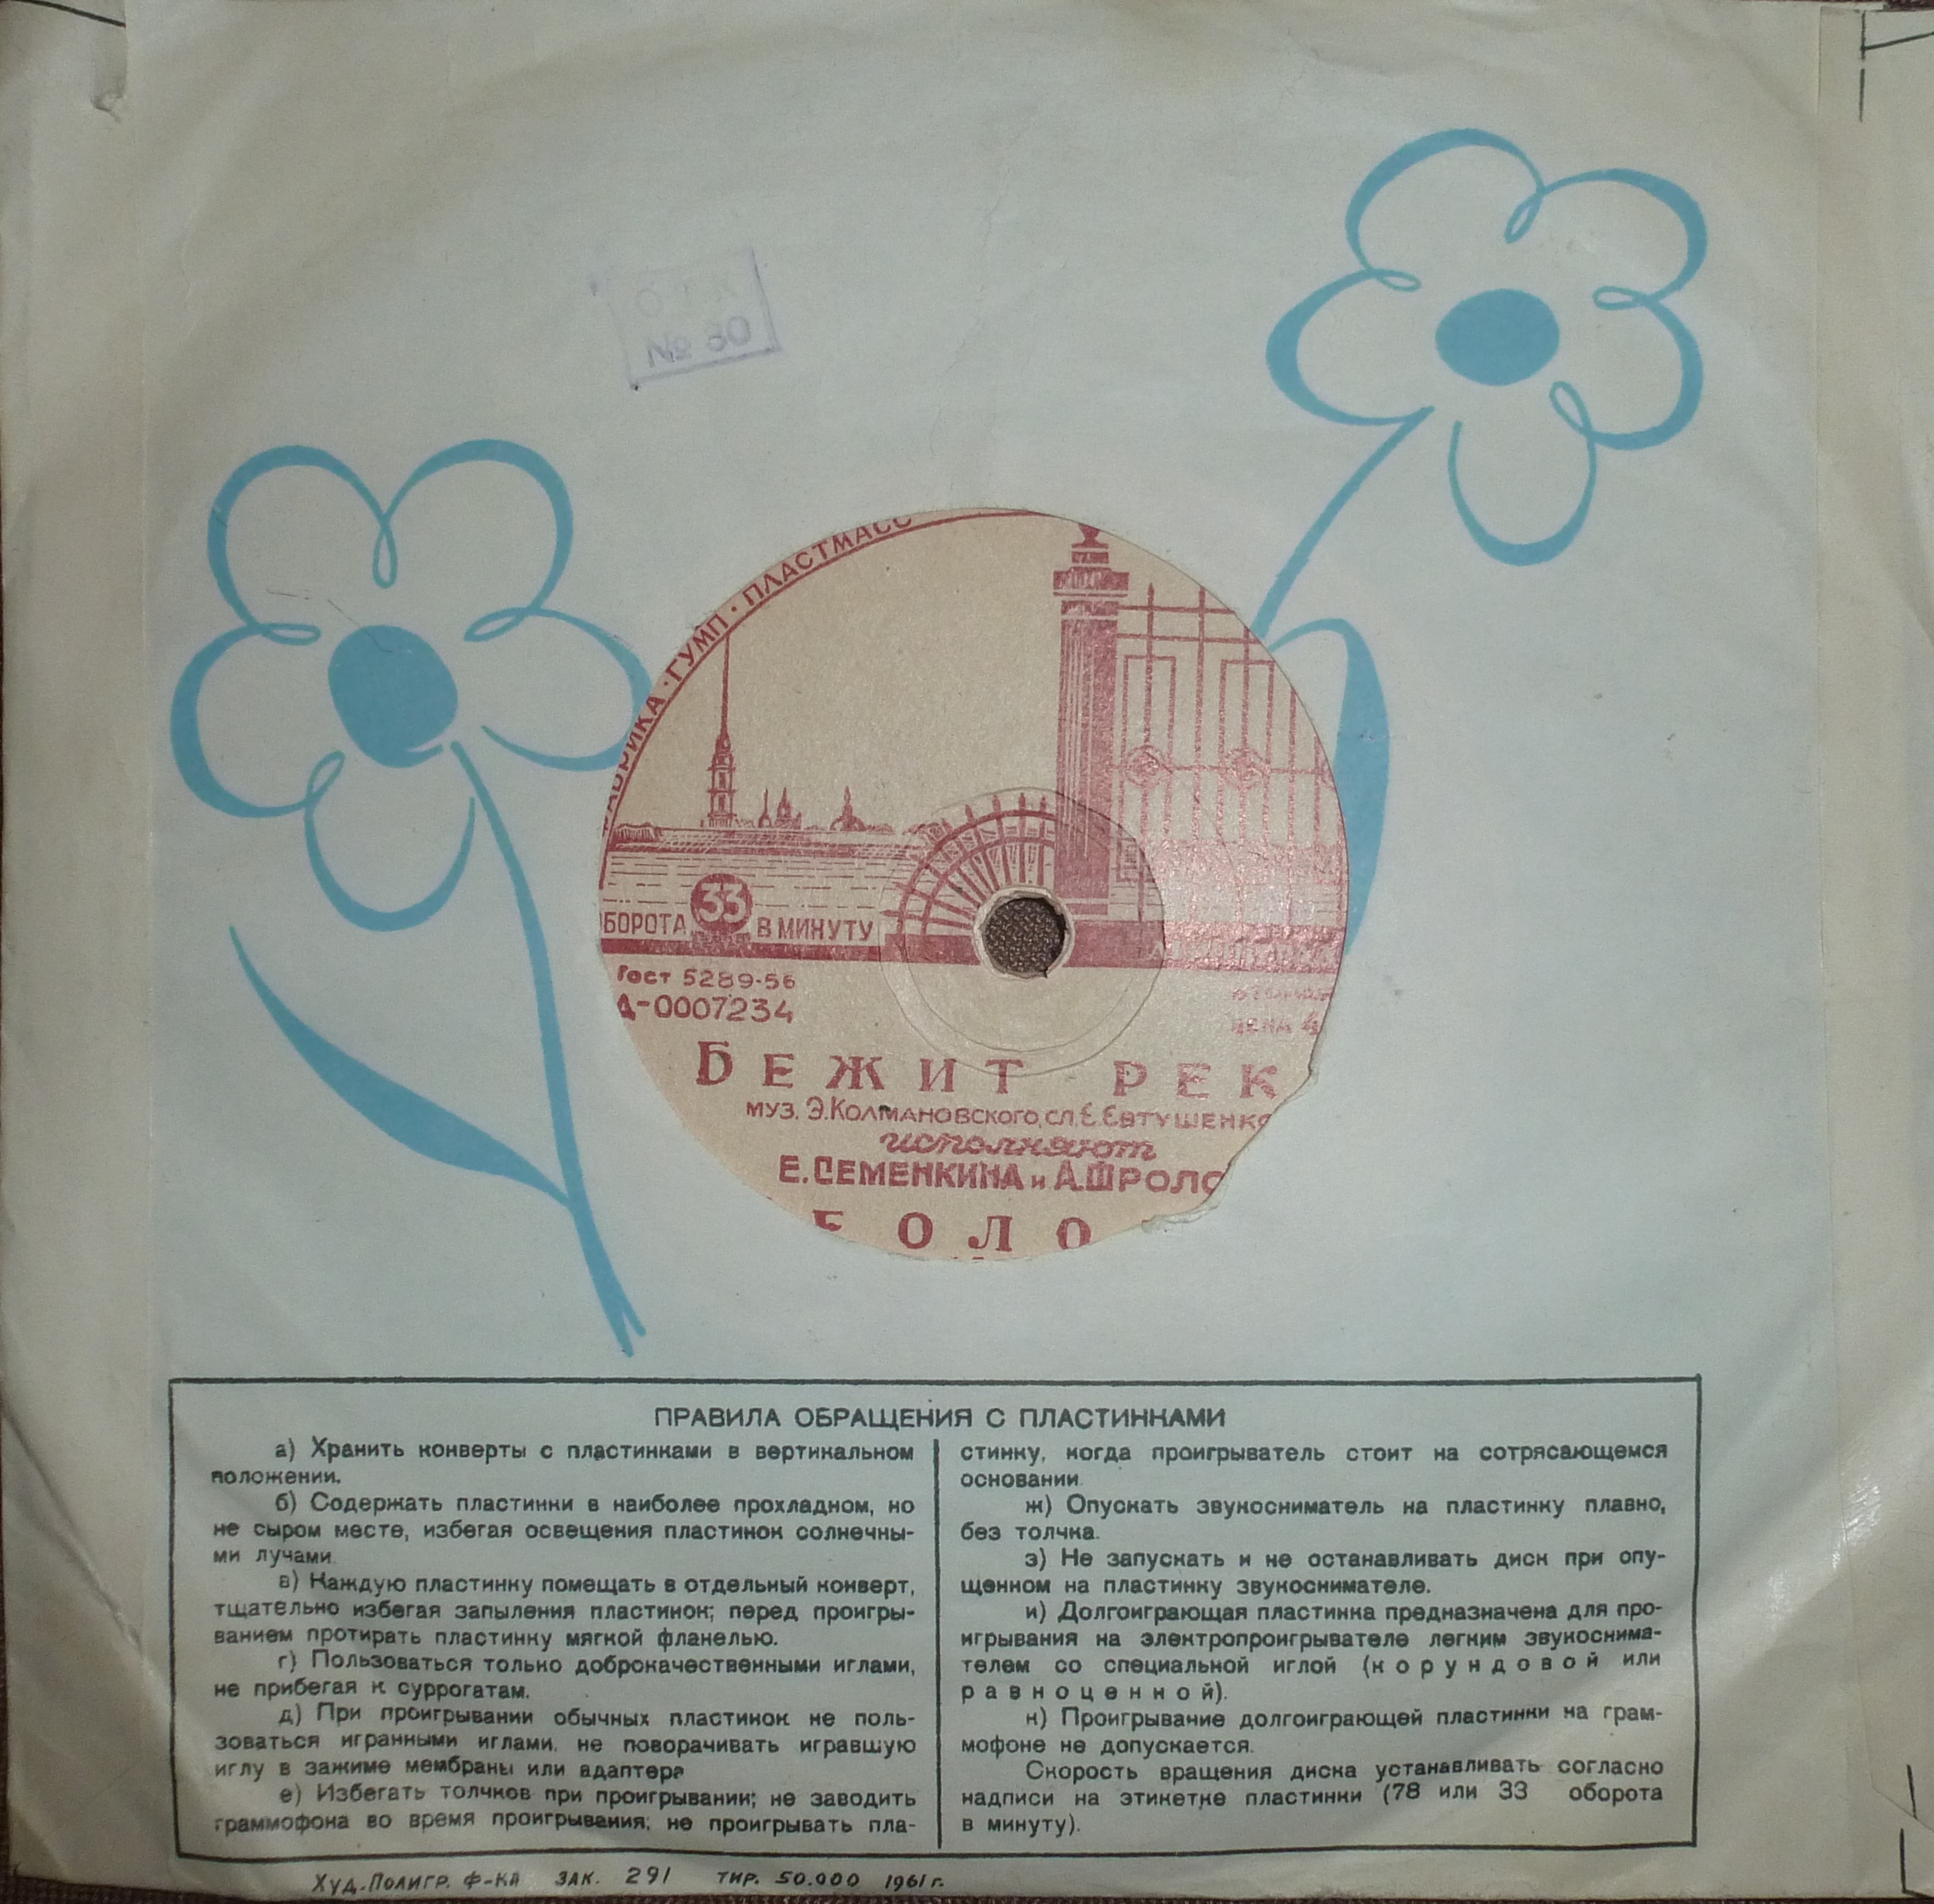 № 30
ФАБРИКА · ГУМП · ПЛАСТМАСС
ОБОРОТА 33 В МИНУТУ
ГОСТ 5289-56
Д-0007234
ЦЕНА 4
БЕЖИТ РЕК
МУЗ. Э.КОЛМАНОВСКОГО, СЛ. Е. ЕВТУШЕНКО
исполняют
Е. СЕМЕНКИНА и А. ФРОЛО
БОЛО
ПРАВИЛА ОБРАЩЕНИЯ С ПЛАСТИНКАМИ
а) Хранить конверты с пластинками в вертикальном
положении.
б) Содержать пластинки в наиболее прохладном, но
не сыром месте, избегая освещения пластинок солнечны-
ми лучами.
в) Каждую пластинку помещать в отдельный конверт,
тщательно избегая запыления пластинок; перед проигры-
ванием протирать пластинку мягкой фланелью.
г) Пользоваться только доброкачественными иглами,
не прибегая к суррогатам.
д) При проигрывании обычных пластинок не поль-
зоваться игранными иглами, не поворачивать игравшую
иглу в зажиме мембраны или адаптера
е) Избегать толчков при проигрывании; не заводить
граммофона во время проигрывания; не проигрывать пла-
стинку, когда проигрыватель стоит на сотрясающемся
основании.
ж) Опускать звукосниматель на пластинку плавно,
без толчка.
з) Не запускать и не останавливать диск при опу-
щенном на пластинку звукоснимателе.
и) Долгоиграющая пластинка предназначена для про-
игрывания на электропроигрывателе легким звукоснима-
телем со специальной иглой (корундовой или
равноценной).
к) Проигрывание долгоиграющей пластинки на грам-
мофоне не допускается.
Скорость вращения диска устанавливать согласно
надписи на этикетке пластинки (78 или 33 оборота
в минуту).
Худ.-Полигр. Ф-ка зак. 291 тир. 50.000 1961 г.